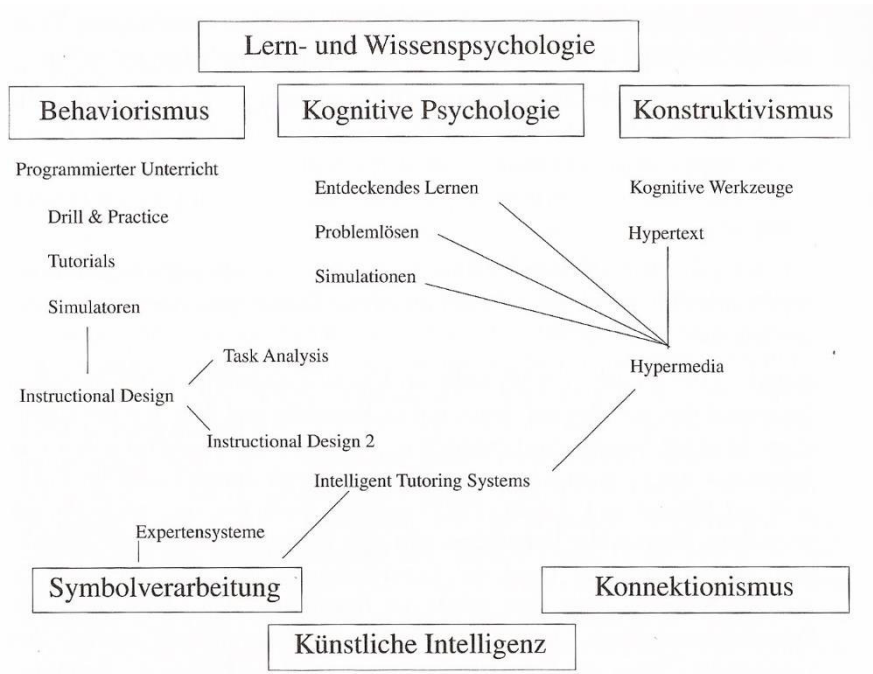 Lern- und Wissenspsychologie
Behaviorismus
Kognitive Psychologie
Konstruktivismus
Programmierter Unterricht
Drill & Practice
Tutorials
Simulatoren
Entdeckendes Lernen
Problemlösen
Simulationen
Kognitive Werkzeuge
Hypertext
Task Analysis
Hypermedia
Instructional Design
Instructional Design 2
Intelligent Tutoring Systems
Expertensysteme
Symbolverarbeitung
Konnektionismus
Künstliche Intelligenz